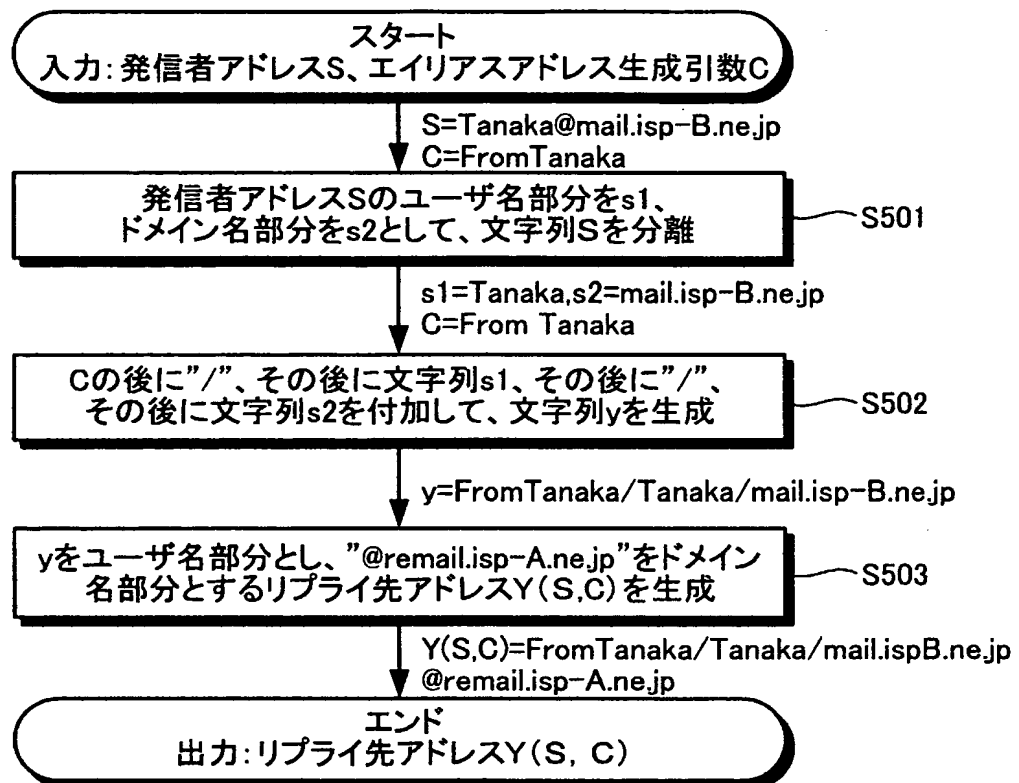 スタート
入力:発信者アドレスS、エイリアスアドレス生成引数C
S=Tanaka@mail.isp-B.ne.jp
C=FromTanaka
発信者アドレスSのユーザ名部分をs1、
ドメイン名部分をs2として、文字列Sを分離
S501
s1=Tanaka,s2=mail.isp-B.ne.jp
C=From Tanaka
Cの後に"/"、その後に文字列s1、その後に"/"、
その後に文字列s2を付加して、文字列yを生成
S502
y=FromTanaka/Tanaka/mail.isp-B.ne.jp
yをユーザ名部分とし、"@remail.isp-A.ne.jp"をドメイン
名部分とするリプライ先アドレスY(S,C)を生成
S503
Y(S,C)=FromTanaka/Tanaka/mail.ispB.ne.jp
@remail.isp-A.ne.jp
エンド
出力:リプライ先アドレスY(S, C)